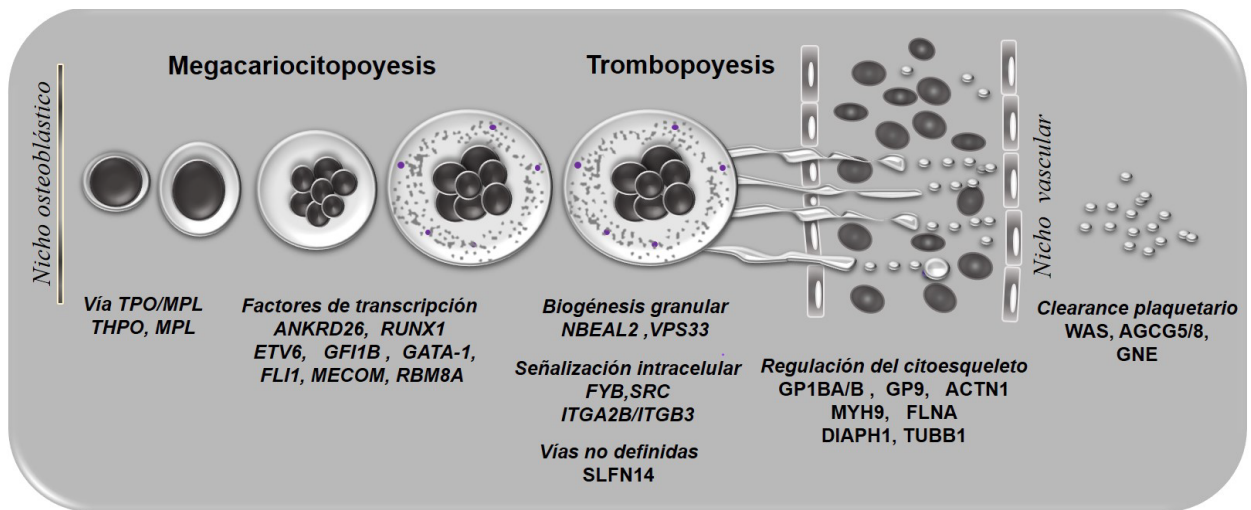 Megacariocitopoyesis
Trombopoyesis
Nicho osteoblástico
Nicho vascular
Vía TPO/MPL
THPO, MPL
Factores de transcripción
ANKRD26, RUNX1
ETV6, GFI1B , GATA-1,
FLI1, MECOM, RBM8A
Biogénesis granular
NBEAL2 ,VPS33
Señalización intracelular
FYB,SRC
ITGA2B/ITGB3
Vías no definidas
SLFN14
Regulación del citoesqueleto
GP1BA/B , GP9, ACTN1
MYH9, FLNA
DIAPH1, TUBB1
Clearance plaquetario
WAS, AGCG5/8,
GNE